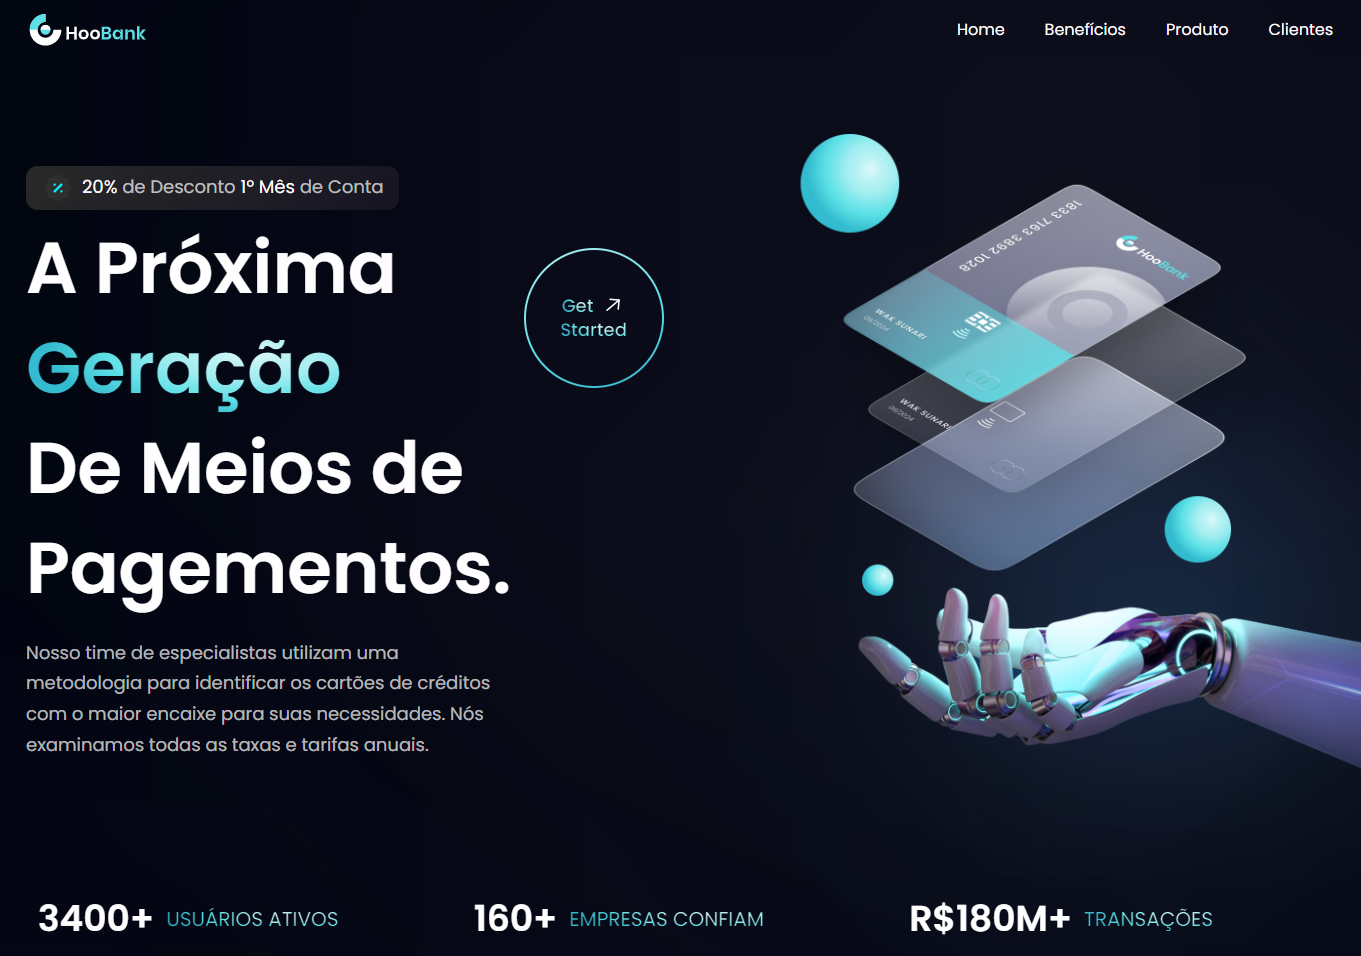 HooBank
Home Benefícios Produto Clientes
20% de Desconto 1º Mês de Conta
A Próxima
Geração
De Meios de
Pagementos.
Get
Started
Nosso time de especialistas utilizam uma
metodologia para identificar os cartões de créditos
com o maior encaixe para suas necessidades. Nós
examinamos todas as taxas e tarifas anuais.
1833 7163 3892 1028
HooBank
WAK SUNARI
06/2024
WAK SUNARI
06/2024
3400+ USUÁRIOS ATIVOS
160+ EMPRESAS CONFIAM
R$180M+ TRANSAÇÕES